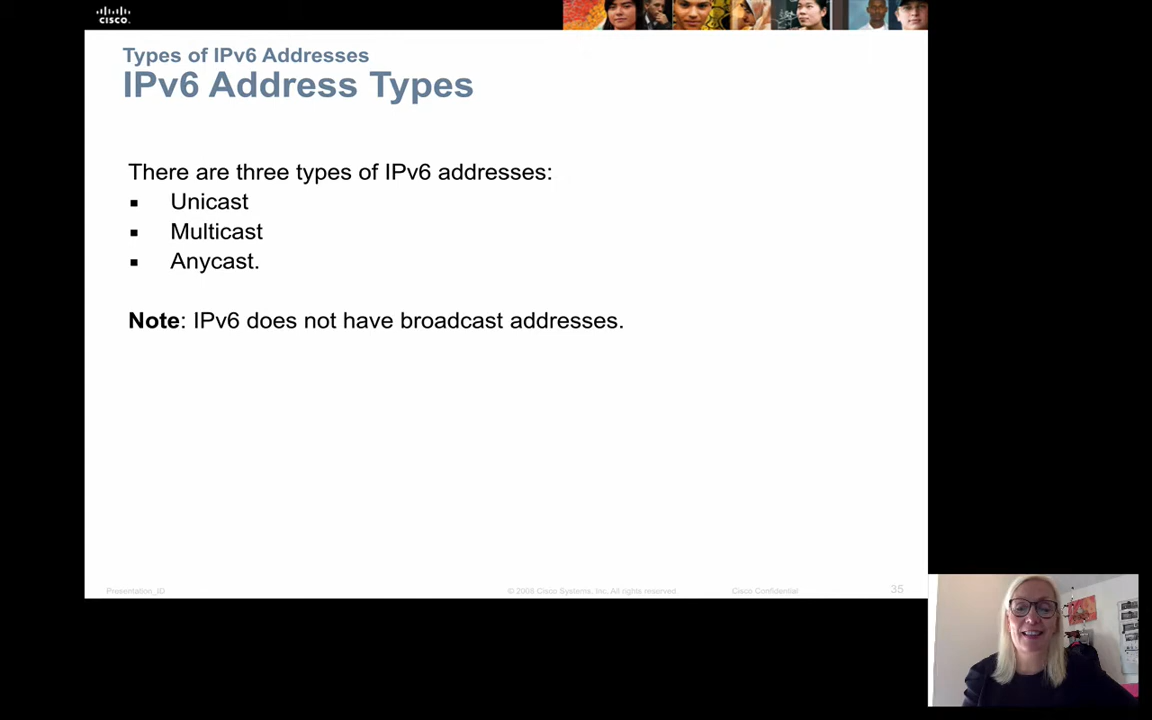 CISCO.
Types of IPv6 Addresses
IPv6 Address Types
There are three types of IPv6 addresses:
▪ Unicast
▪ Multicast
▪ Anycast.
Note: IPv6 does not have broadcast addresses.
Presentation_ID
© 2008 Cisco Systems, Inc. All rights reserved
Cisco Confidential
35